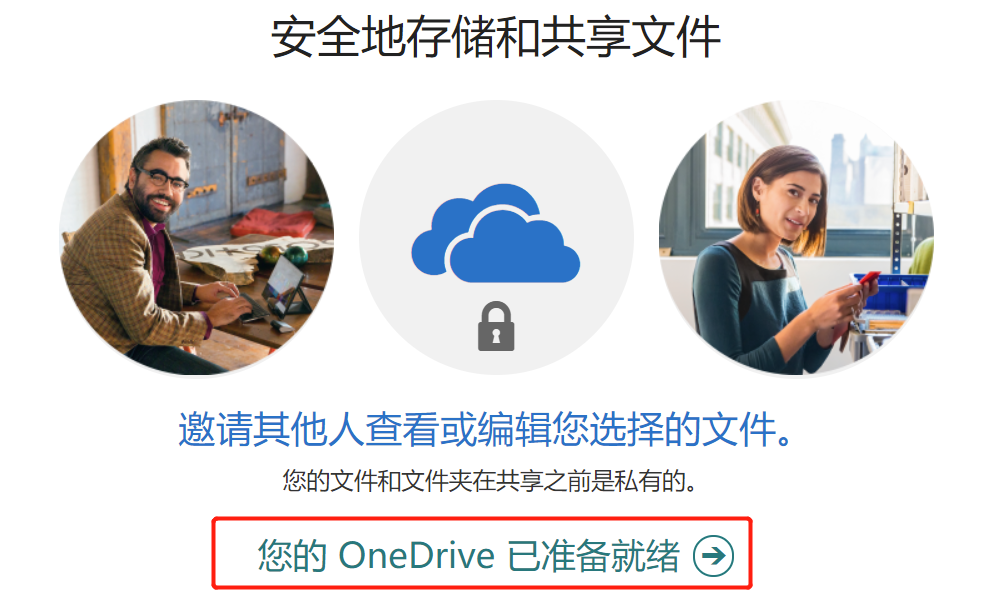 安全地存储和共享文件
邀请其他人查看或编辑您选择的文件。
您的文件和文件夹在共享之前是私有的。
您的 OneDrive 已准备就绪